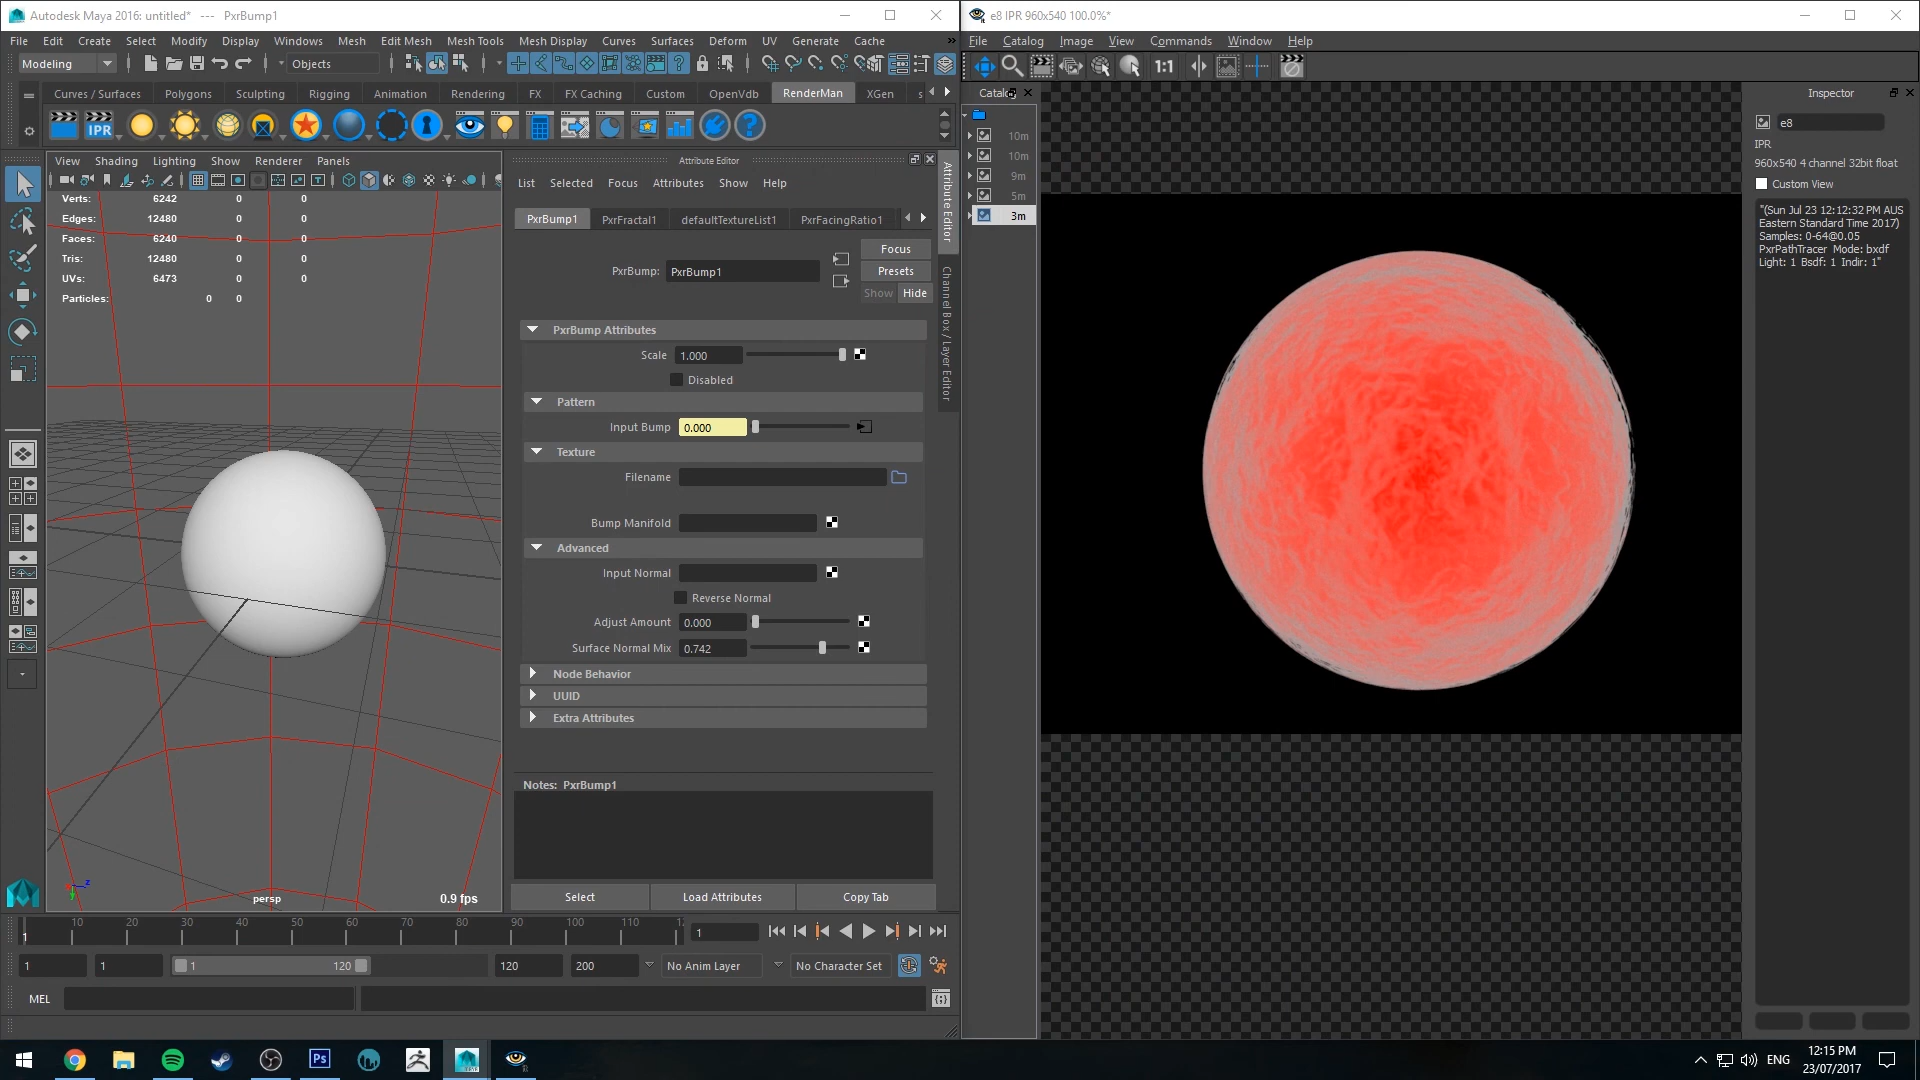 Autodesk Maya 2016: untitled*   ---   PxrBump1
File Edit Create Select Modify Display Windows Mesh Edit Mesh Mesh Tools Mesh Display Curves Surfaces Deform UV Generate Cache
Modeling
Objects
Curves / Surfaces Polygons Sculpting Rigging Animation Rendering FX FX Caching Custom OpenVdb RenderMan XGen s
IPR
View Shading Lighting Show Renderer Panels
Verts: 6242 0 0
Edges: 12480 0 0
Faces: 6240 0 0
Tris: 12480 0 0
UVs: 6473 0 0
Particles: 0 0
persp
0.9 fps
Attribute Editor
List Selected Focus Attributes Show Help
PxrBump1 PxrFractal1 defaultTextureList1 PxrFacingRatio1
PxrBump: PxrBump1
Focus
Presets
Show Hide
PxrBump Attributes
Scale 1.000
Disabled
Pattern
Input Bump 0.000
Texture
Filename
Bump Manifold
Advanced
Input Normal
Reverse Normal
Adjust Amount 0.000
Surface Normal Mix 0.742
Node Behavior
UUID
Extra Attributes
Notes: PxrBump1
Select Load Attributes Copy Tab
Attribute Editor
Channel Box / Layer Editor
10 20 30 40 50 60 70 80 90 100 110 12
1
1
1 1 1 120 120 200 No Anim Layer No Character Set
MEL
e8 IPR 960x540 100.0%*
File Catalog Image View Commands Window Help
1:1
Catalo
10m
10m
9m
5m
3m
Inspector
e8
IPR
960x540 4 channel 32bit float
Custom View
"(Sun Jul 23 12:12:32 PM AUS
Eastern Standard Time 2017)
Samples: 0-64@0.05
PxrPathTracer Mode: bxdf
Light: 1 Bsdf: 1 Indir: 1"
Ps
ENG
12:15 PM
23/07/2017